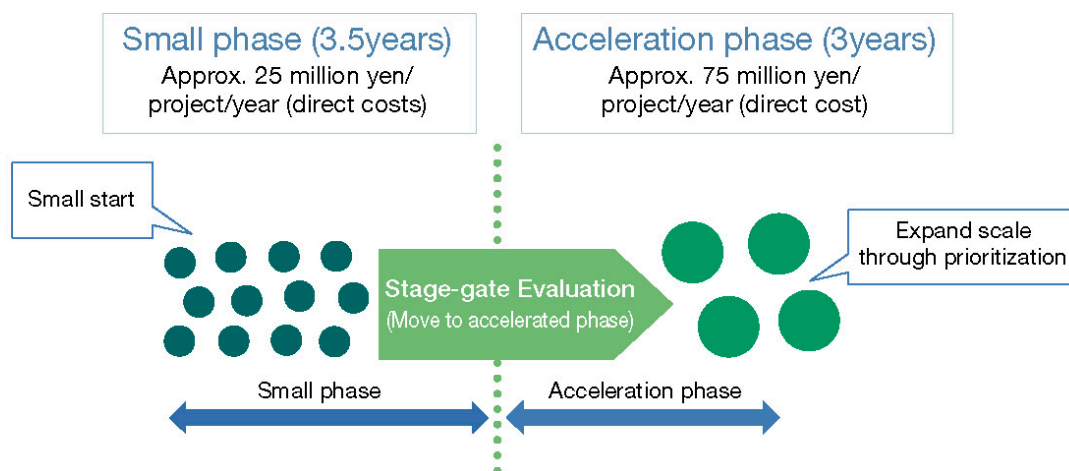 Small phase (3.5years)
Approx. 25 million yen/
project/year (direct costs)
Acceleration phase (3years)
Approx. 75 million yen/
project/year (direct cost)
Small start
Stage-gate Evaluation
(Move to accelerated phase)
Expand scale
through prioritization
Small phase
Acceleration phase